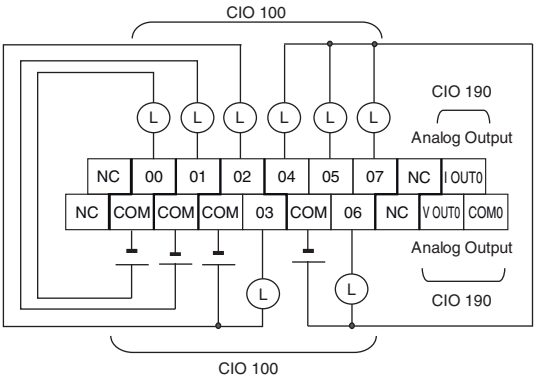 CIO 100
CIO 190
Analog Output
L L L L L L
NC 00 01 02 04 05 07 NC I OUT0
NC COM COM COM 03 COM 06 NC V OUT0 COM0
Analog Output
L L
CIO 190
CIO 100